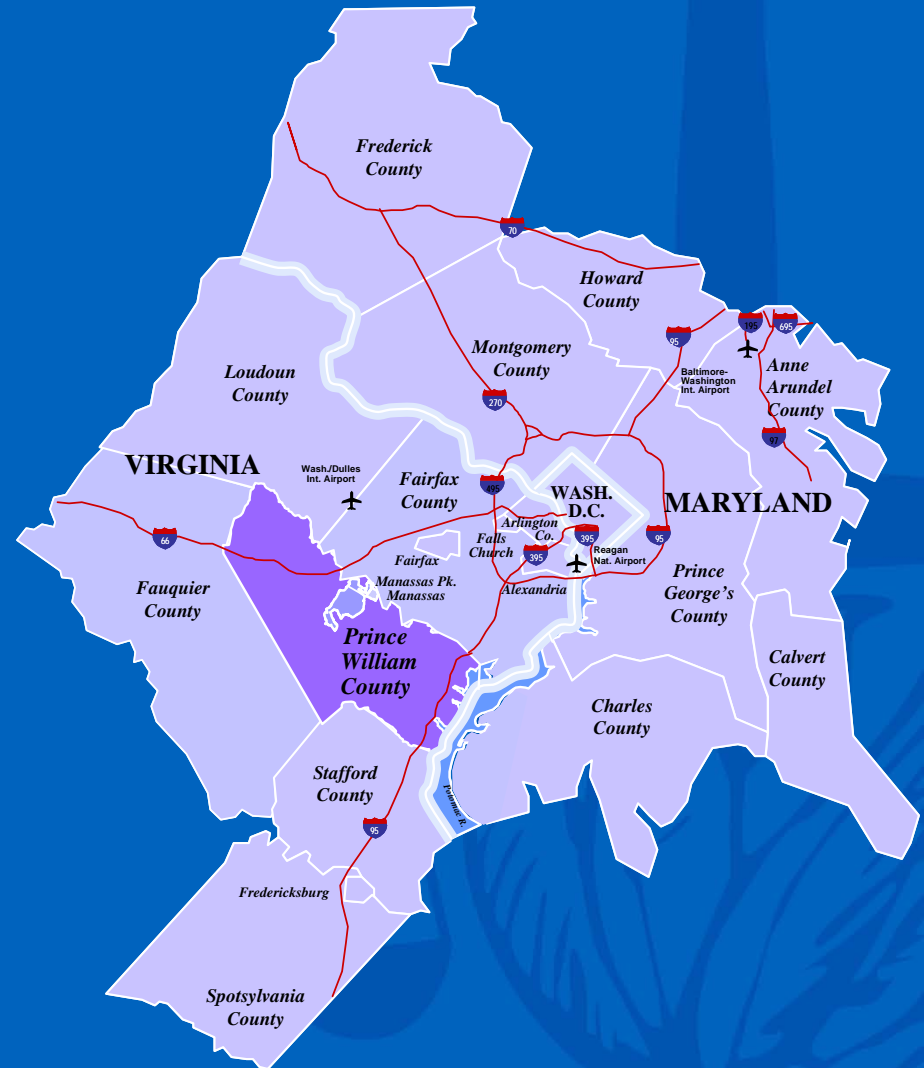 Frederick
County
70
Howard
County
195
695
95
Montgomery
County
Baltimore-
Washington
Int. Airport
Anne
Arundel
County
Loudoun
County
270
97
VIRGINIA
Wash./Dulles
Int. Airport
Fairfax
County
495
WASH.
D.C.
MARYLAND
Arlington
Co.
66
Falls
Church
395
395
95
Reagan
Nat. Airport
Fairfax
Manassas Pk.
Manassas
Alexandria
Fauquier
County
Prince
George's
County
Prince
William
County
Calvert
County
Charles
County
Stafford
County
Potomac R.
95
Fredericksburg
Spotsylvania
County